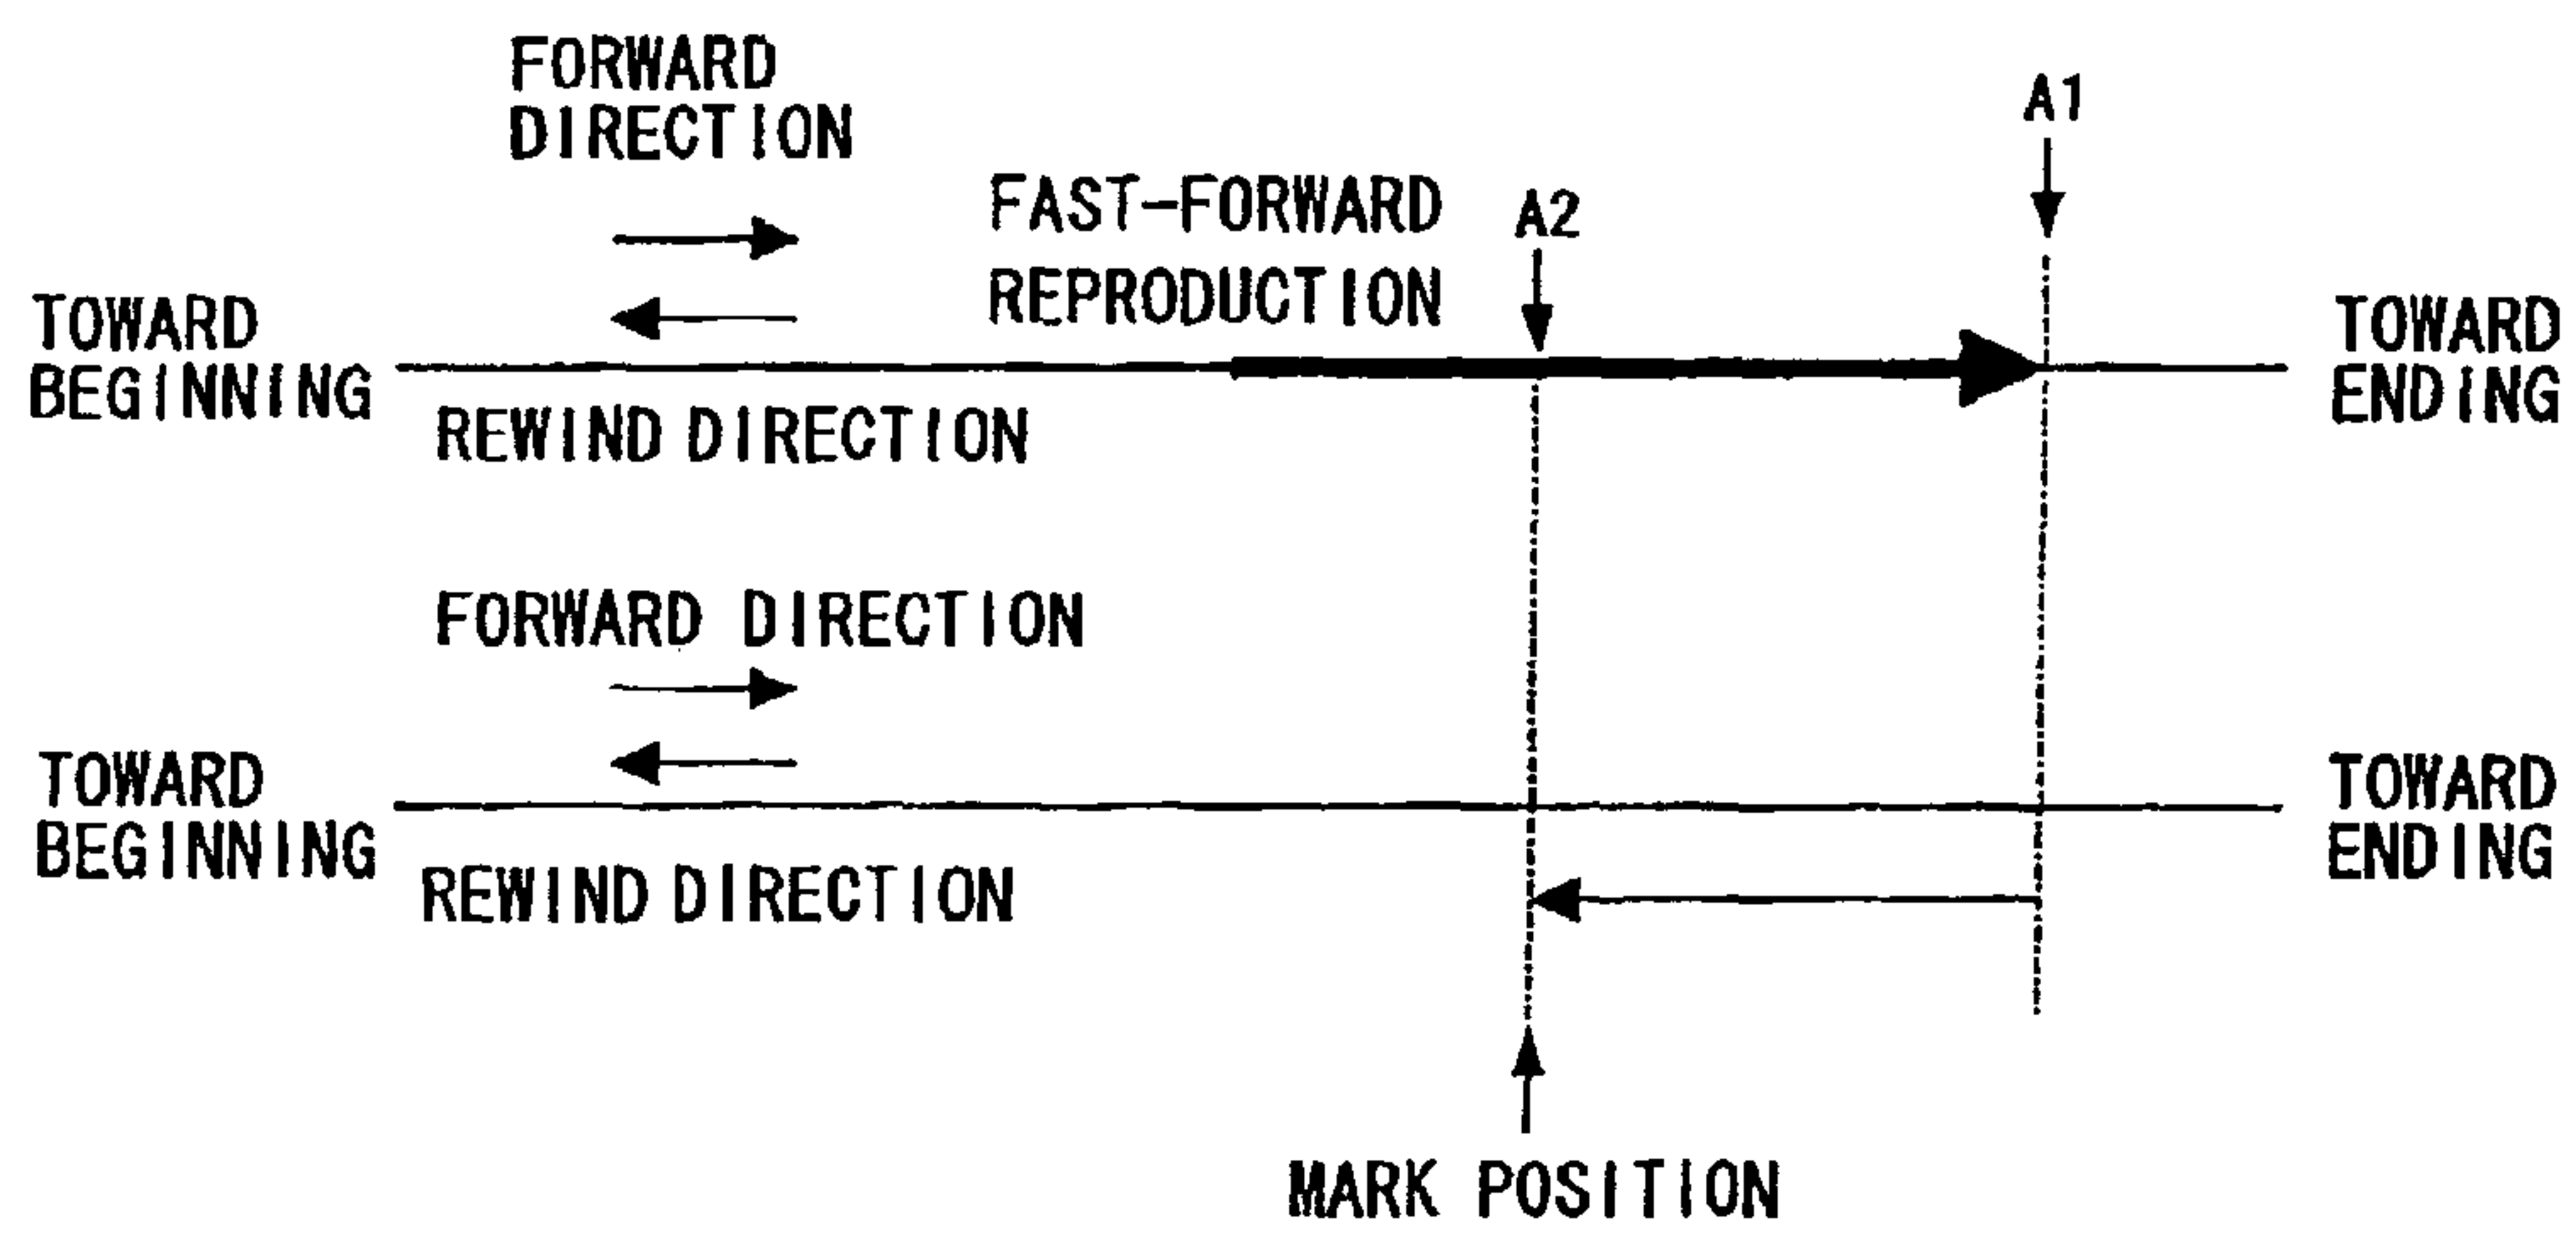 FORWARD
DIRECTION
A1
FAST-FORWARD
REPRODUCTION
A2
TOWARD
BEGINNING
TOWARD
ENDING
REWIND DIRECTION
FORWARD DIRECTION
TOWARD
BEGINNING
TOWARD
ENDING
REWIND DIRECTION
MARK POSITION